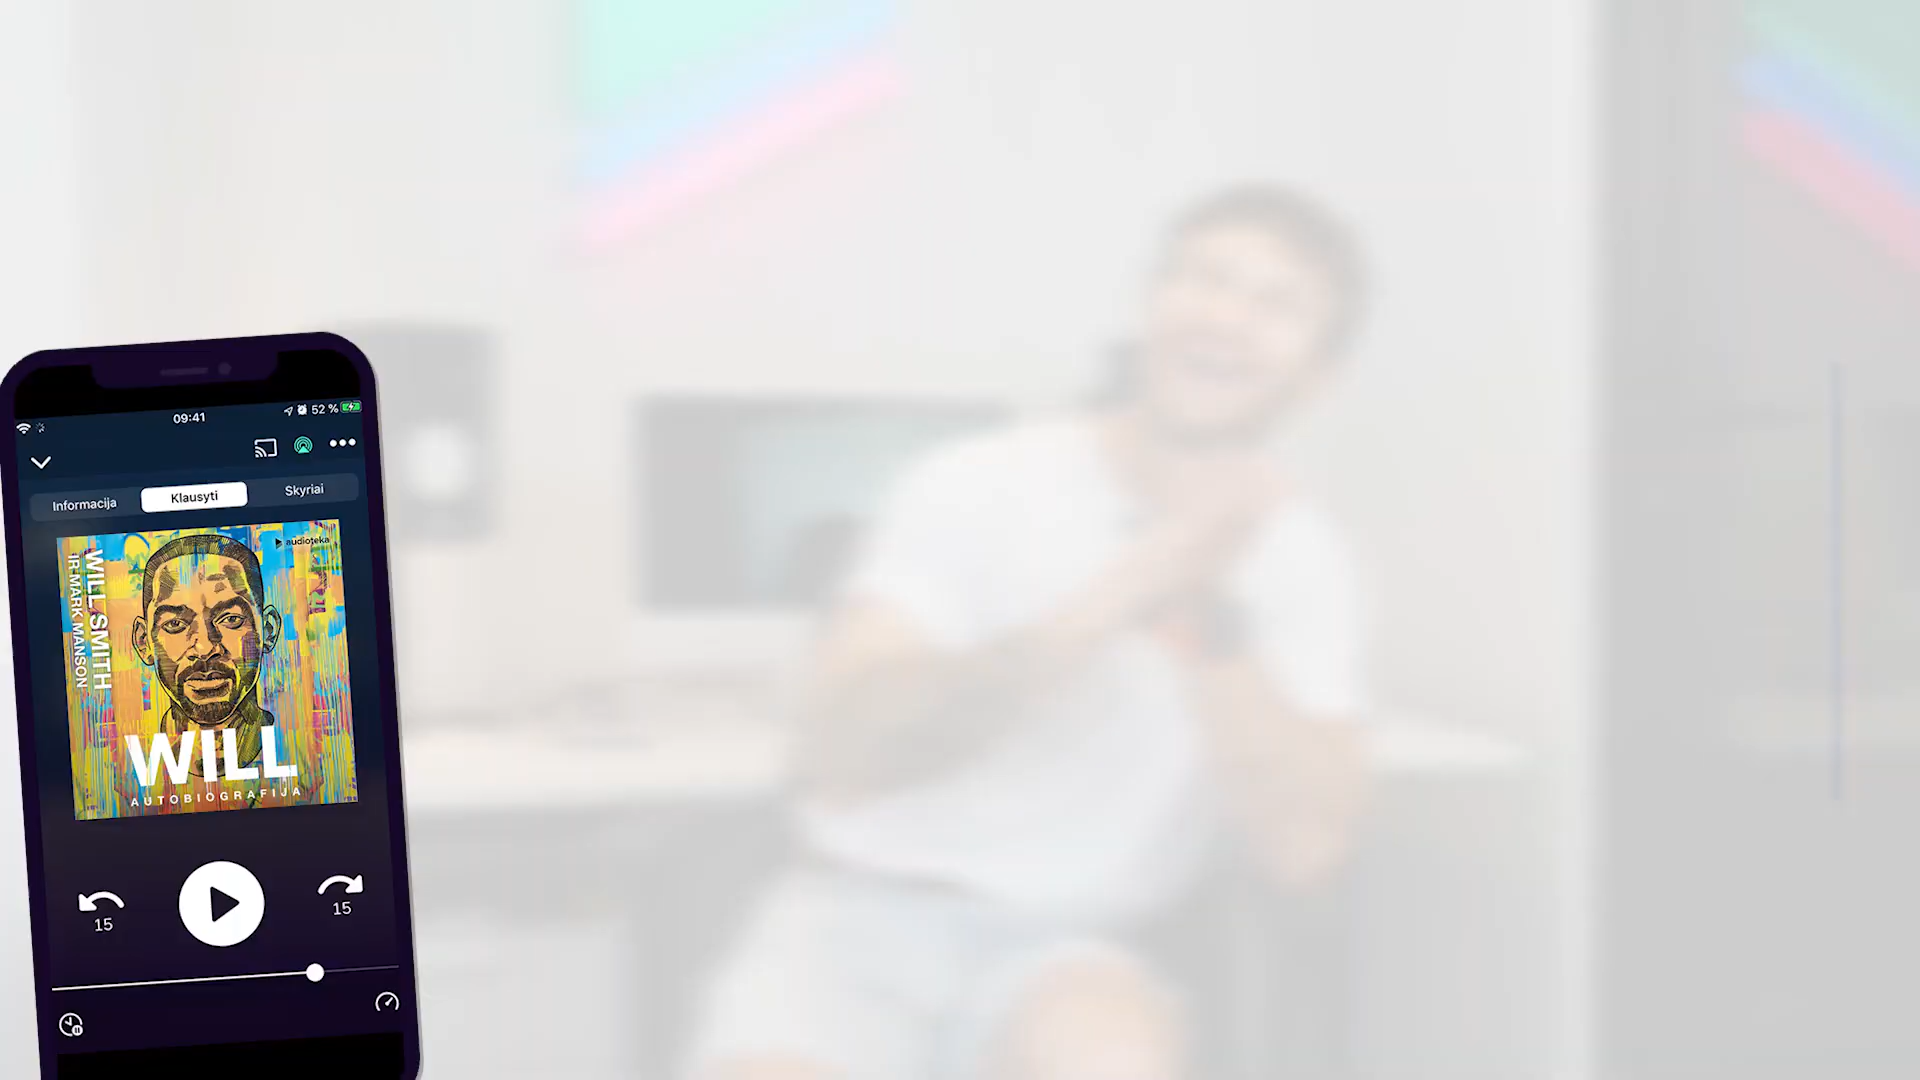 09:41
52 %
Informacija
Klausyti
Skyriai
audioteka
WILL SMITH
IR MARK MANSON
WILL
AUTOBIOGRAFIJA
15
15